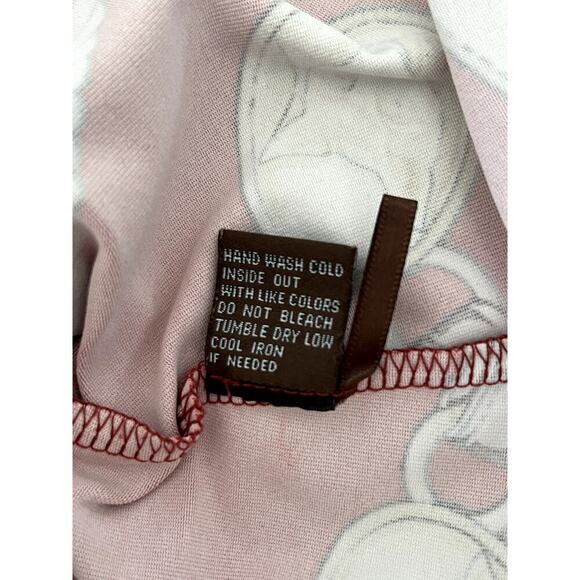 HAND WASH COLD
INSIDE OUT
WITH LIKE COLORS
DO NOT BLEACH
TUMBLE DRY LOW
COOL IRON
IF NEEDED